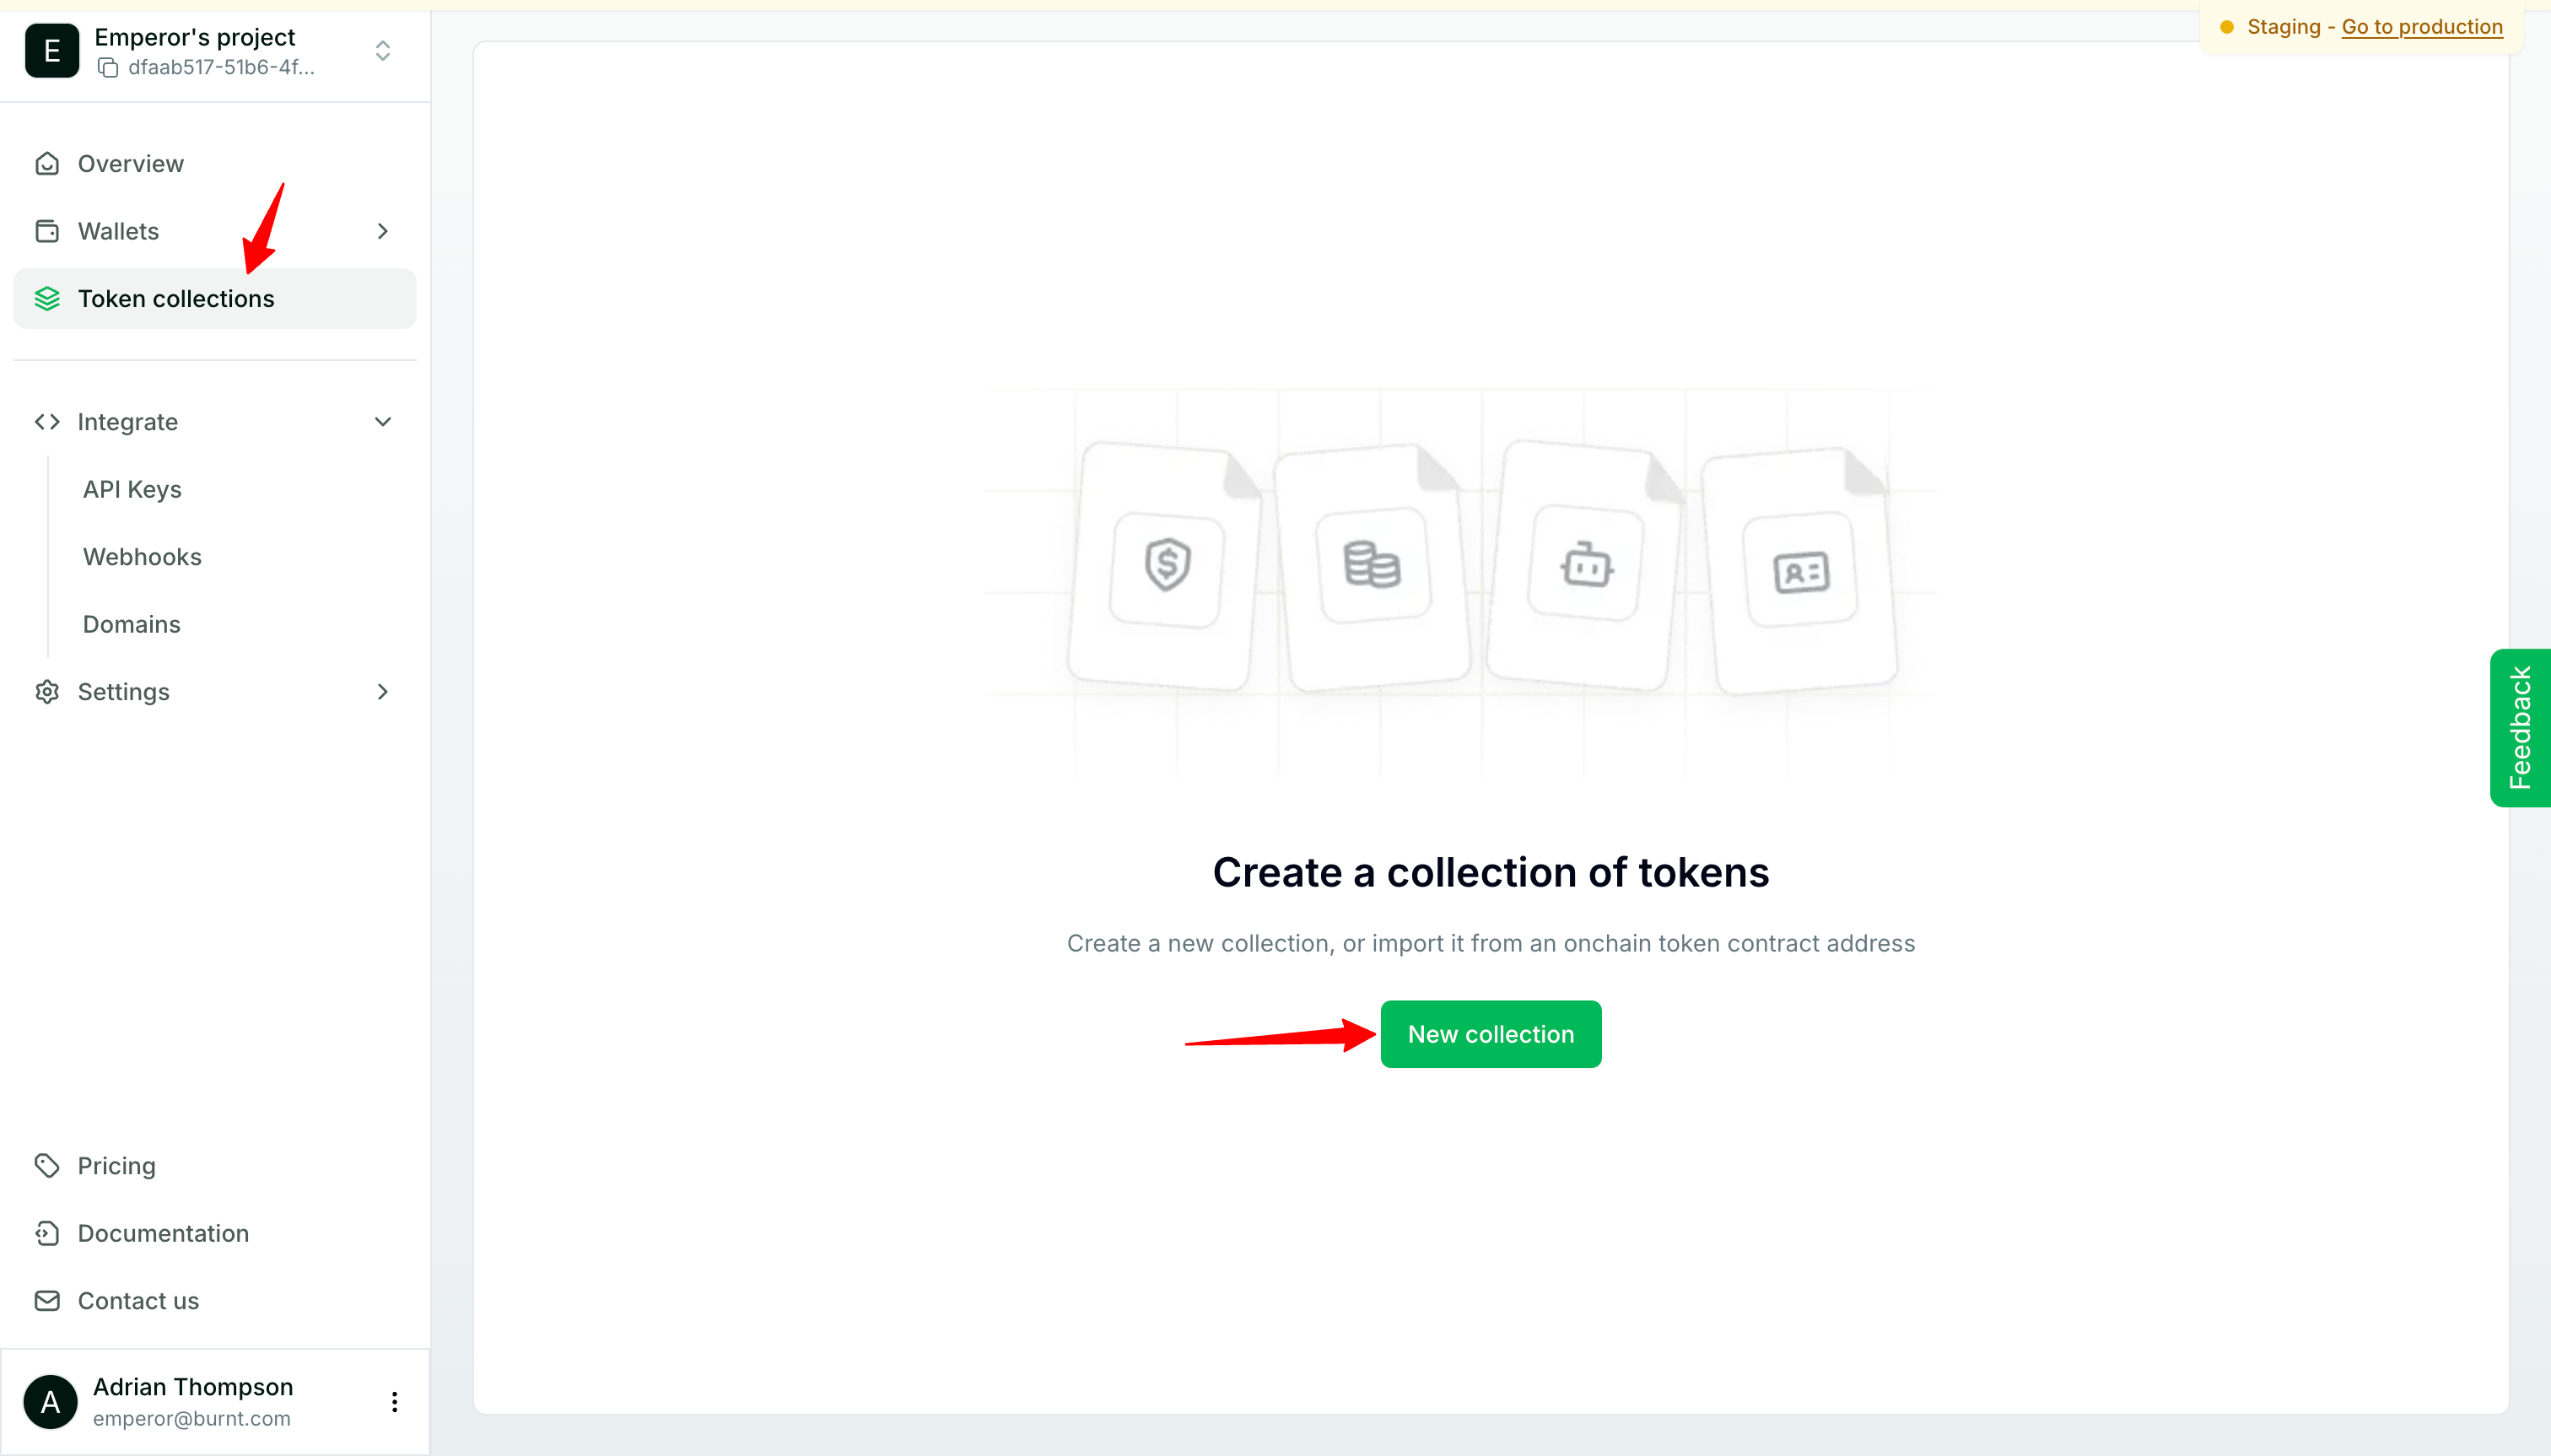 E
Emperor's project
dfaab517-51b6-4f...
Staging - Go to production
Overview
Wallets
Token collections
Integrate
API Keys
Webhooks
Domains
Settings
Create a collection of tokens
Create a new collection, or import it from an onchain token contract address
New collection
Feedback
Pricing
Documentation
Contact us
A
Adrian Thompson
emperor@burnt.com